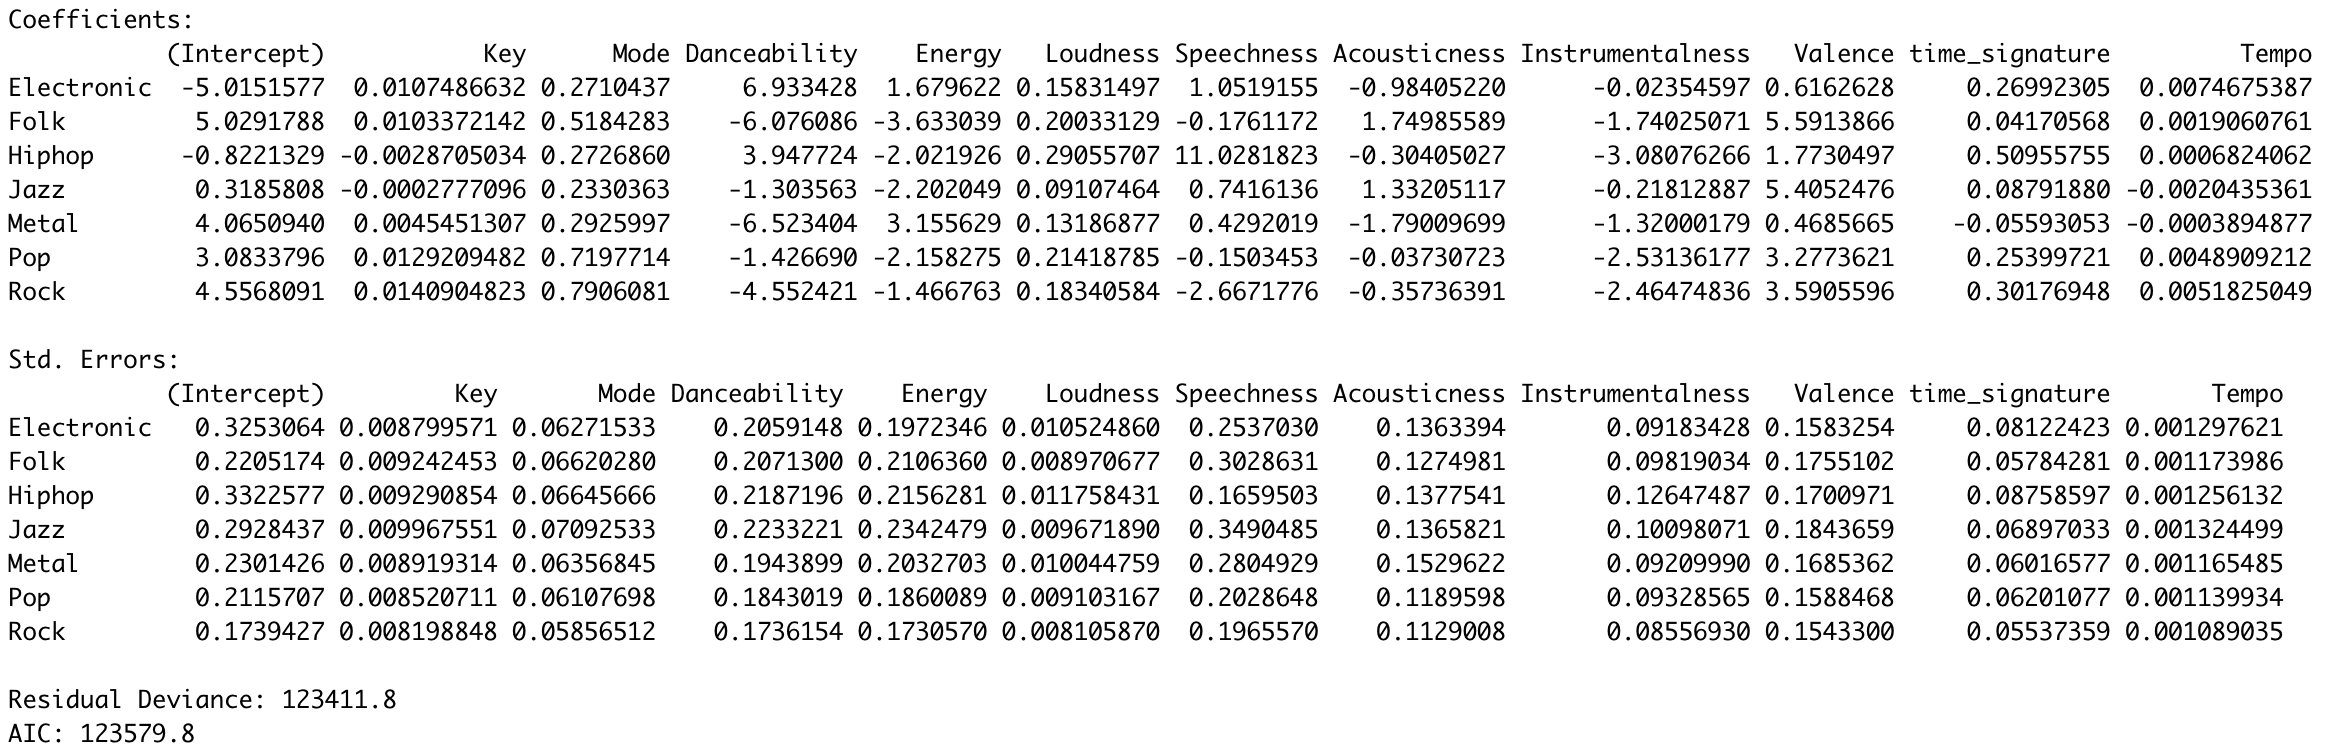 Coefficients:
           (Intercept)           Key      Mode Danceability    Energy   Loudness Speechness Acousticness Instrumentalness   Valence time_signature         Tempo
Electronic  -5.0151577  0.0107486632 0.2710437     6.933428  1.679622 0.15831497  1.0519155  -0.98405220      -0.02354597 0.6162628     0.26992305  0.0074675387
Folk         5.0291788  0.0103372142 0.5184283    -6.076086 -3.633039 0.20033129 -0.1761172   1.74985589      -1.74025071 5.5913866     0.04170568  0.0019060761
Hiphop      -0.8221329 -0.0028705034 0.2726860     3.947724 -2.021926 0.29055707 11.0281823  -0.30405027      -3.08076266 1.7730497     0.50955755  0.0006824062
Jazz         0.3185808 -0.0002777096 0.2330363    -1.303563 -2.202049 0.09107464  0.7416136   1.33205117      -0.21812887 5.4052476     0.08791880 -0.0020435361
Metal        4.0650940  0.0045451307 0.2925997    -6.523404  3.155629 0.13186877  0.4292019  -1.79009699      -1.32000179 0.4685665    -0.05593053 -0.0003894877
Pop          3.0833796  0.0129209482 0.7197714    -1.426690 -2.158275 0.21418785 -0.1503453  -0.03730723      -2.53136177 3.2773621     0.25399721  0.0048909212
Rock         4.5568091  0.0140904823 0.7906081    -4.552421 -1.466763 0.18340584 -2.6671776  -0.35736391      -2.46474836 3.5905596     0.30176948  0.0051825049

Std. Errors:
           (Intercept)         Key       Mode Danceability    Energy    Loudness Speechness Acousticness Instrumentalness   Valence time_signature       Tempo
Electronic   0.3253064 0.008799571 0.06271533    0.2059148 0.1972346 0.010524860  0.2537030    0.1363394       0.09183428 0.1583254     0.08122423 0.001297621
Folk         0.2205174 0.009242453 0.06620280    0.2071300 0.2106360 0.008970677  0.3028631    0.1274981       0.09819034 0.1755102     0.05784281 0.001173986
Hiphop       0.3322577 0.009290854 0.06645666    0.2187196 0.2156281 0.011758431  0.1659503    0.1377541       0.12647487 0.1700971     0.08758597 0.001256132
Jazz         0.2928437 0.009967551 0.07092533    0.2233221 0.2342479 0.009671890  0.3490485    0.1365821       0.10098071 0.1843659     0.06897033 0.001324499
Metal        0.2301426 0.008919314 0.06356845    0.1943899 0.2032703 0.010044759  0.2804929    0.1529622       0.09209990 0.1685362     0.06016577 0.001165485
Pop          0.2115707 0.008520711 0.06107698    0.1843019 0.1860089 0.009103167  0.2028648    0.1189598       0.09328565 0.1588468     0.06201077 0.001139934
Rock         0.1739427 0.008198848 0.05856512    0.1736154 0.1730570 0.008105870  0.1965570    0.1129008       0.08556930 0.1543300     0.05537359 0.001089035

Residual Deviance: 123411.8
AIC: 123579.8